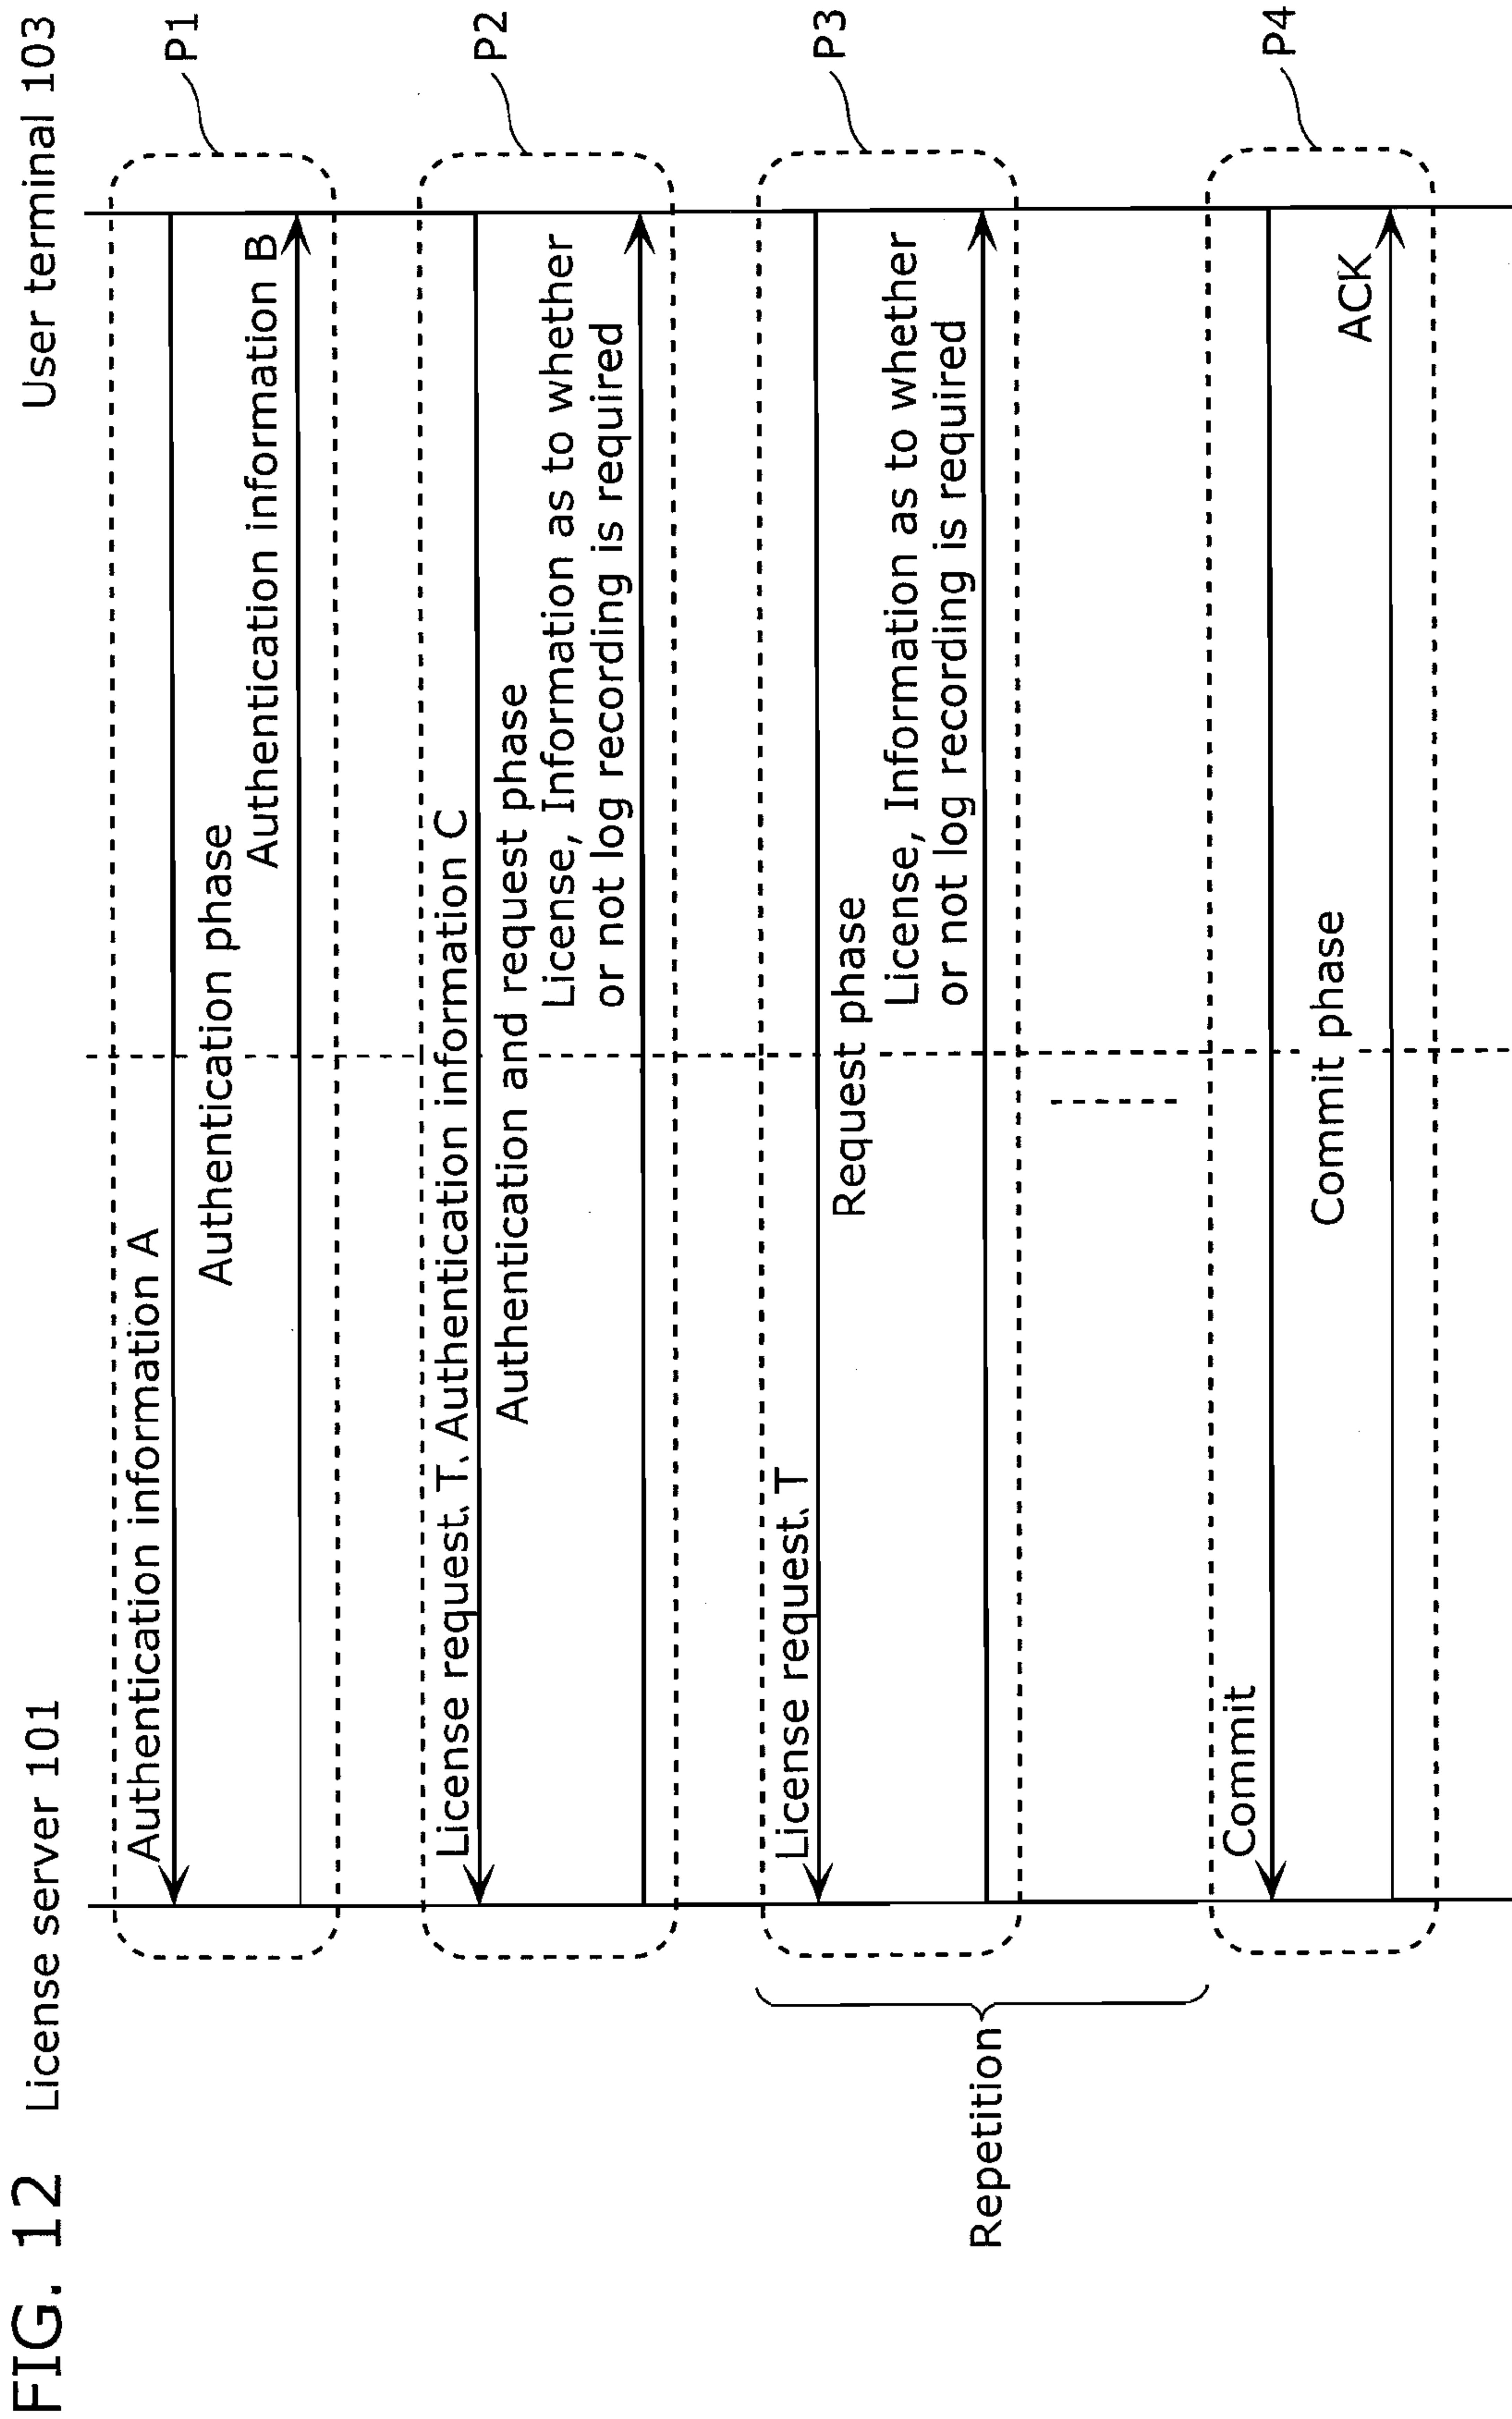 FIG. 12
License server 101
User terminal 103
Authentication information A
P1
Authentication phase
Authentication information B
License request、T、Authentication information C
P2
Authentication and request phase
License, Information as to whether
or not log recording is required
License request、T
P3
Request phase
License, Information as to whether
or not log recording is required
Repetition
Commit
P4
Commit phase
ACK